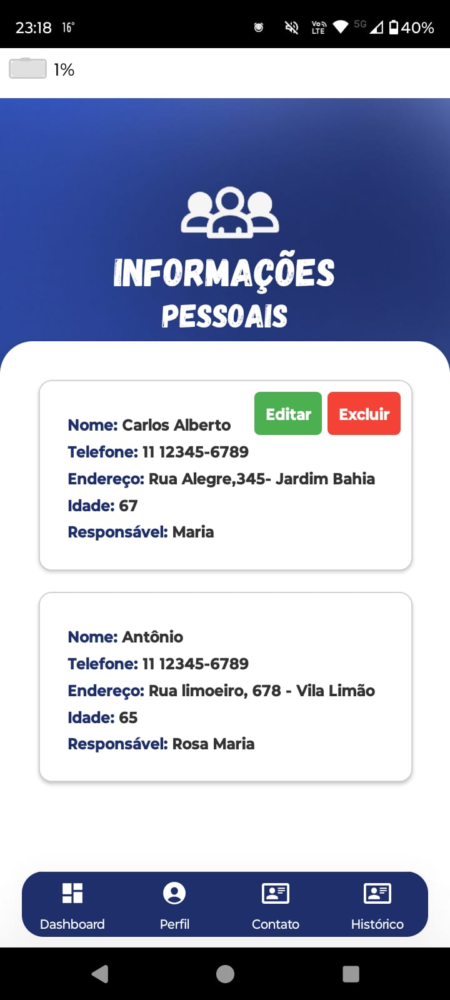 23:18 16° Vo)) LTE 5G 40%
1%
INFORMAÇÕES
PESSOAIS
Editar Excluir
Nome: Carlos Alberto
Telefone: 11 12345-6789
Endereço: Rua Alegre,345- Jardim Bahia
Idade: 67
Responsável: Maria
Nome: Antônio
Telefone: 11 12345-6789
Endereço: Rua limoeiro, 678 - Vila Limão
Idade: 65
Responsável: Rosa Maria
Dashboard Perfil Contato Histórico